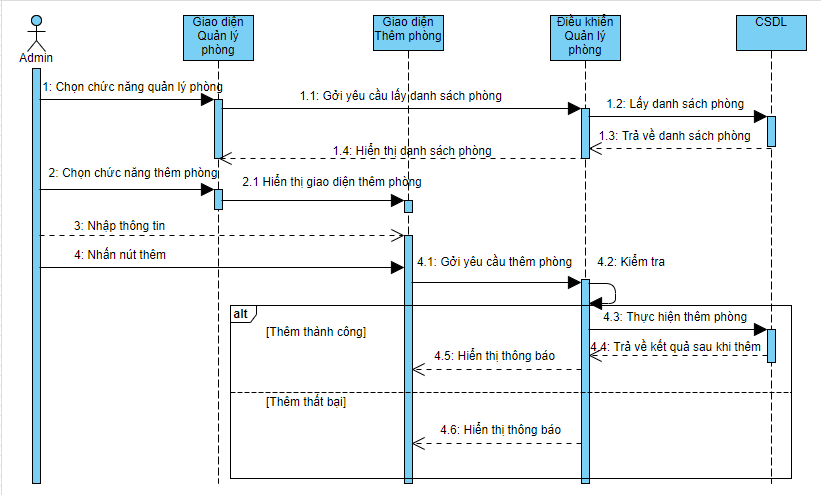 Giao diện
Quản lý
phòng
Giao diện
Thêm phòng
Điều khiển
Quản lý
phòng
CSDL
Admin
1: Chọn chức năng quản lý phòng
1.1: Gởi yêu cầu lấy danh sách phòng
1.2: Lấy danh sách phòng
1.3: Trả về danh sách phòng
1.4: Hiển thị danh sách phòng
2: Chọn chức năng thêm phòng
2.1 Hiển thị giao diện thêm phòng
3: Nhập thông tin
4: Nhấn nút thêm
4.1: Gởi yêu cầu thêm phòng
4.2: Kiểm tra
alt
[Thêm thành công]
4.3: Thực hiện thêm phòng
4.4: Trả về kết quả sau khi thêm
4.5: Hiển thị thông báo
[Thêm thất bại]
4.6: Hiển thị thông báo